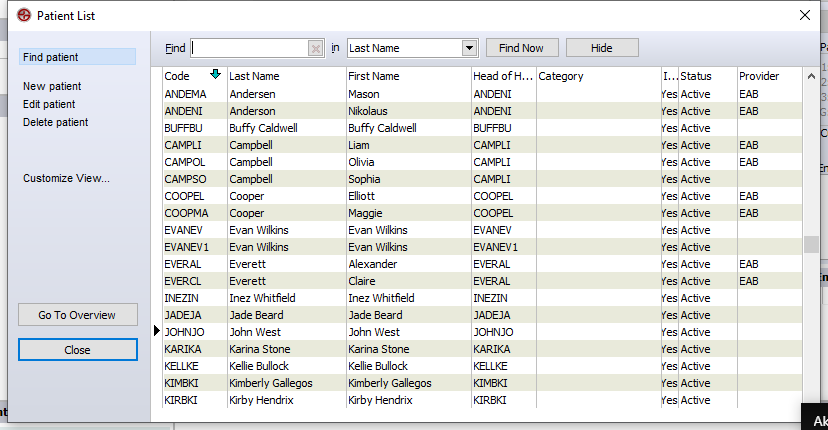 Patient List
Find patient
New patient
Edit patient
Delete patient
Customize View...
Go To Overview
Close
Find in Last Name Find Now Hide
Code Last Name First Name Head of H... Category I... Status Provider
ANDEMA Andersen Mason ANDENI Yes Active EAB
ANDENI Anderson Nikolaus ANDENI Yes Active EAB
BUFFBU Buffy Caldwell Buffy Caldwell BUFFBU Yes Active
CAMPLI Campbell Liam CAMPLI Yes Active EAB
CAMPOL Campbell Olivia CAMPLI Yes Active EAB
CAMPSO Campbell Sophia CAMPLI Yes Active
COOPEL Cooper Elliott COOPEL Yes Active EAB
COOPMA Cooper Maggie COOPEL Yes Active EAB
EVANEV Evan Wilkins Evan Wilkins EVANEV Yes Active
EVANEV1 Evan Wilkins Evan Wilkins EVANEV1 Yes Active
EVERAL Everett Alexander EVERAL Yes Active EAB
EVERCL Everett Claire EVERAL Yes Active EAB
INEZIN Inez Whitfield Inez Whitfield INEZIN Yes Active
JADEJA Jade Beard Jade Beard JADEJA Yes Active
JOHNJO John West John West JOHNJO Yes Active
KARIKA Karina Stone Karina Stone KARIKA Yes Active
KELLKE Kellie Bullock Kellie Bullock KELLKE Yes Active
KIMBKI Kimberly Gallegos Kimberly Gallegos KIMBKI Yes Active
KIRBKI Kirby Hendrix Kirby Hendrix KIRBKI Yes Active
Ak